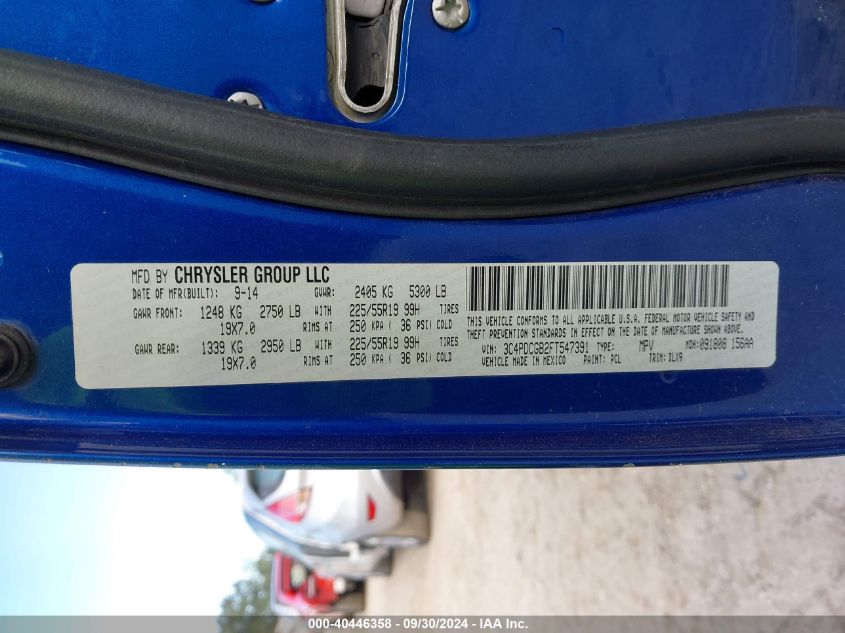 MFD BY CHRYSLER GROUP LLC
DATE OF MFR(BUILT): 9-14 GVWR: 2405 KG 5300 LB
GAWR FRONT: 1248 KG 2750 LB WITH 225/55R19 99H TIRES
19X7.0 RIMS AT 250 KPA ( 36 PSI) COLD
GAWR REAR: 1339 KG 2950 LB WITH 225/55R19 99H TIRES
19X7.0 RIMS AT 250 KPA ( 36 PSI) COLD
THIS VEHICLE CONFORMS TO ALL APPLICABLE U.S.A. FEDERAL MOTOR VEHICLE SAFETY AND
THEFT PREVENTION STANDARDS IN EFFECT ON THE DATE OF MANUFACTURE SHOWN ABOVE.
VIN: 3C4PDCGB2FT547391 TYPE: MPV MDH: 091808 156AA
VEHICLE MADE IN MEXICO PAINT: PCL TRIM: DLX9
000-40446358 - 09/30/2024 - IAA Inc.